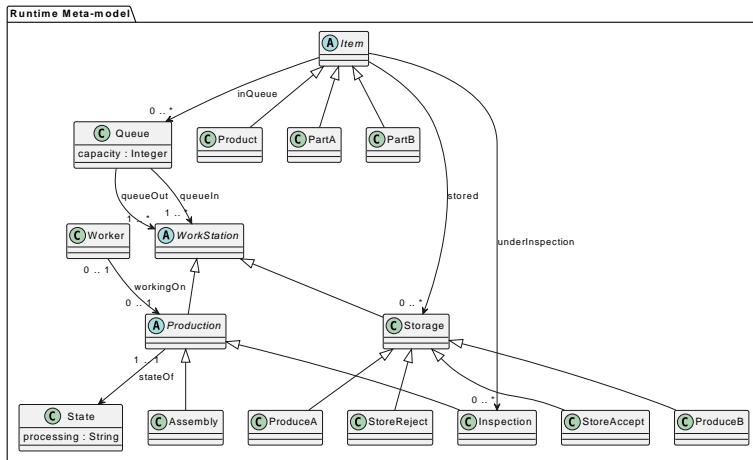 Runtime Meta-model
A Item
inQueue
0 .. *
C Queue
capacity : Integer
C Product
C PartA
C PartB
queueOut
queueIn
stored
1 .. *
1 .. *
C Worker
A WorkStation
underInspection
0 .. 1
workingOn
0 .. 1
0 .. *
A Production
C Storage
1 .. 1
stateOf
0 .. *
C State
processing : String
C Assembly
C ProduceA
C StoreReject
C Inspection
C StoreAccept
C ProduceB